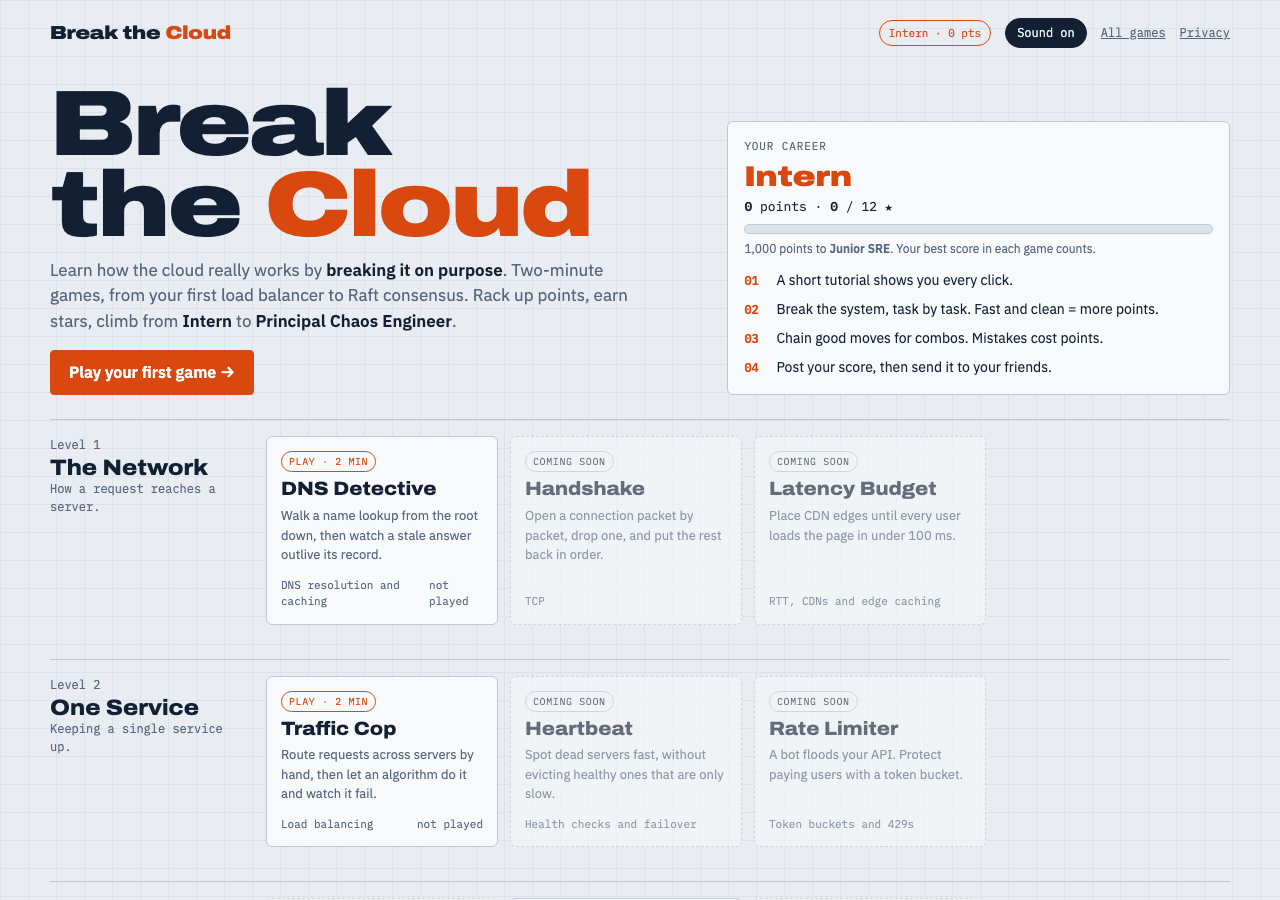 Break the Cloud
Intern · 0 pts
Sound on
All games
Privacy
Break
the Cloud
Learn how the cloud really works by breaking it on purpose. Two-minute
games, from your first load balancer to Raft consensus. Rack up points, earn
stars, climb from Intern to Principal Chaos Engineer.
Play your first game →
YOUR CAREER
Intern
0 points · 0 / 12 ★
1,000 points to Junior SRE. Your best score in each game counts.
01 A short tutorial shows you every click.
02 Break the system, task by task. Fast and clean = more points.
03 Chain good moves for combos. Mistakes cost points.
04 Post your score, then send it to your friends.
Level 1
The Network
How a request reaches a
server.
PLAY · 2 MIN
DNS Detective
Walk a name lookup from the root
down, then watch a stale answer
outlive its record.
DNS resolution and
caching
not
played
COMING SOON
Handshake
Open a connection packet by
packet, drop one, and put the rest
back in order.
TCP
COMING SOON
Latency Budget
Place CDN edges until every user
loads the page in under 100 ms.
RTT, CDNs and edge caching
Level 2
One Service
Keeping a single service
up.
PLAY · 2 MIN
Traffic Cop
Route requests across servers by
hand, then let an algorithm do it
and watch it fail.
Load balancing
not played
COMING SOON
Heartbeat
Spot dead servers fast, without
evicting healthy ones that are only
slow.
Health checks and failover
COMING SOON
Rate Limiter
A bot floods your API. Protect
paying users with a token bucket.
Token buckets and 429s